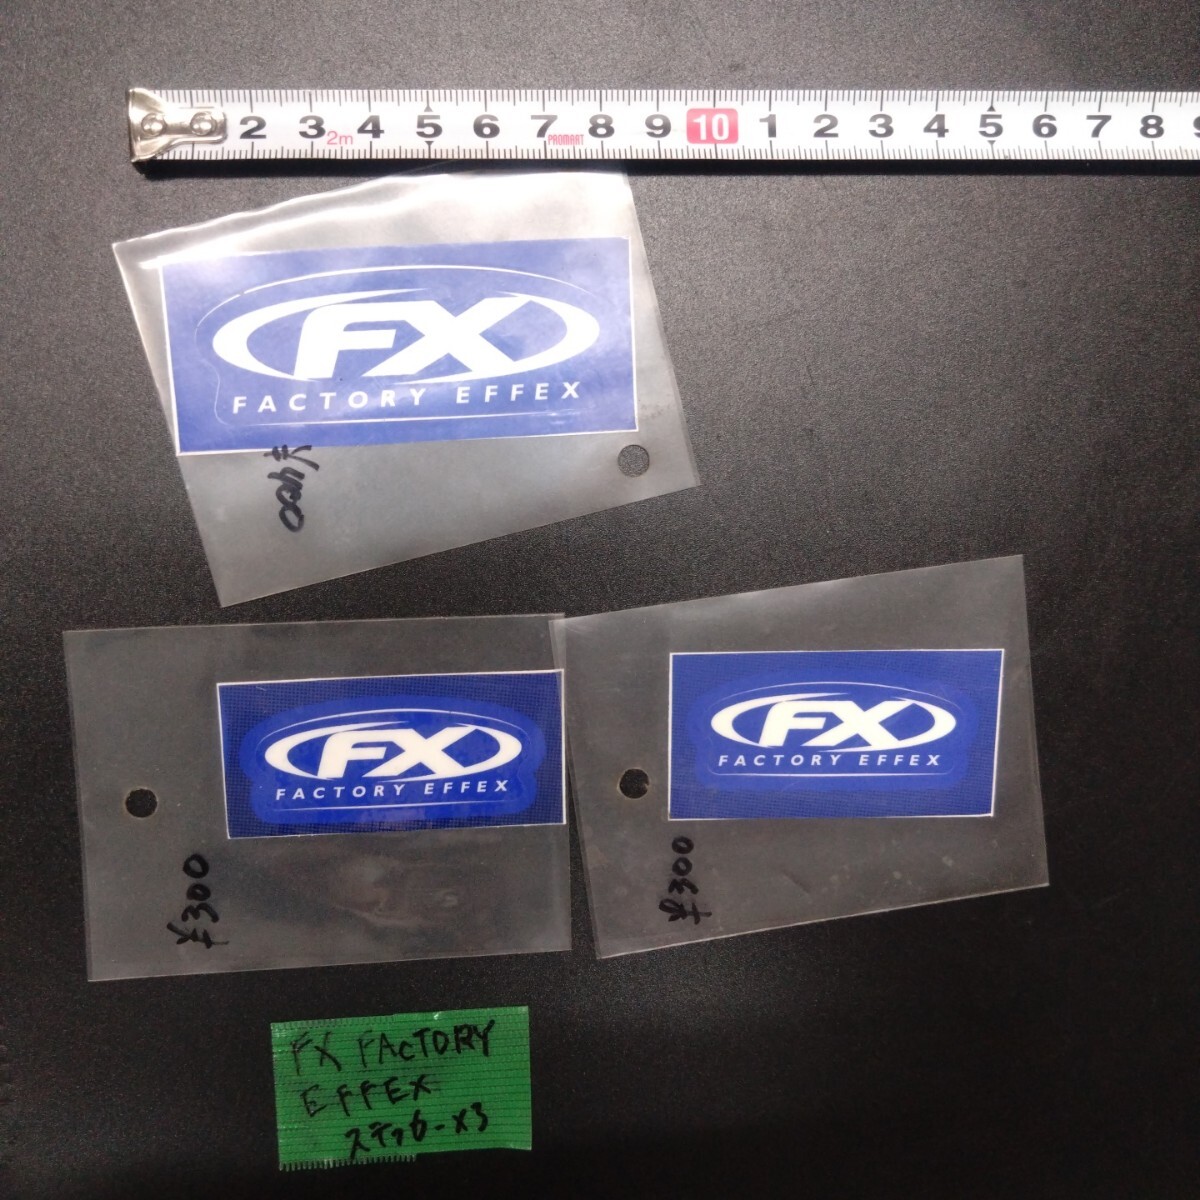 2 3 4 5 6 7 8 9 10 1 2 3 4 5 6 7 8 9
2m
PROMART
FX
FACTORY EFFEX
¥400
FX
FACTORY EFFEX
¥300
FX
FACTORY EFFEX
¥300
FX FACTORY
EFFEX
ステッカー×3